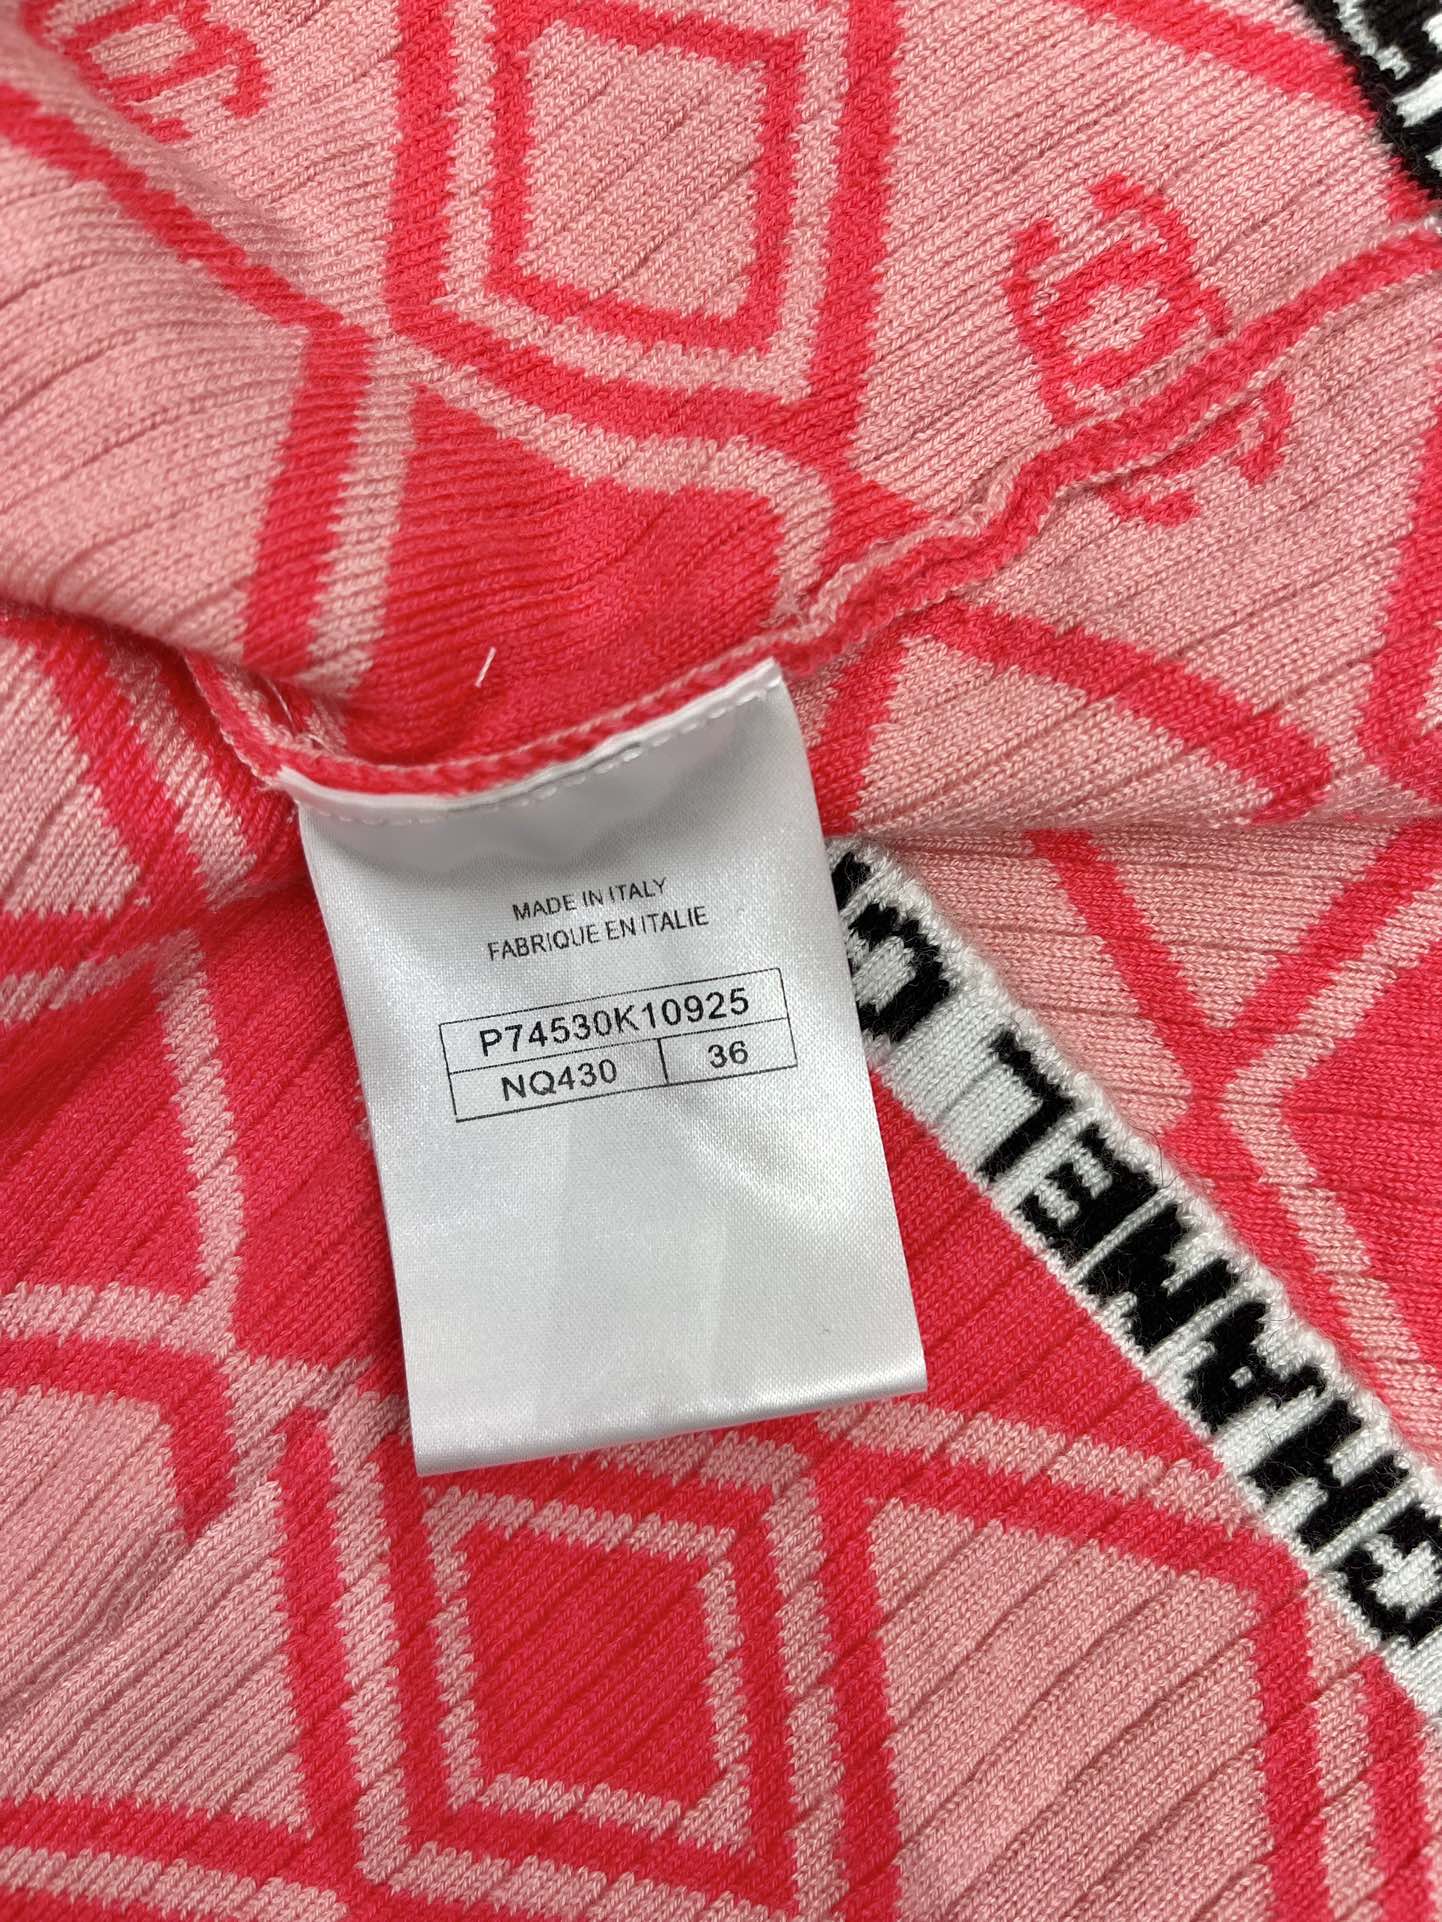 MADE IN ITALY
FABRIQUE EN ITALIE
P74530K10925
NQ430 36
CHANEL